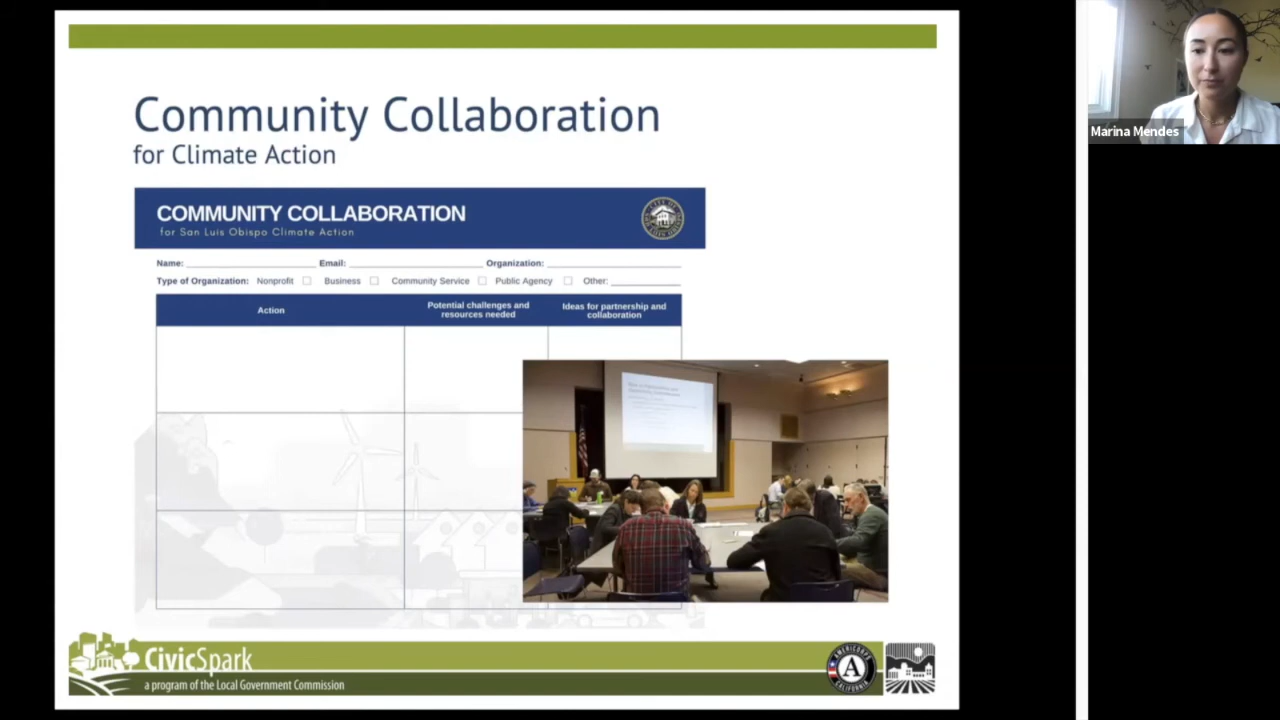 Community Collaboration
for Climate Action
COMMUNITY COLLABORATION
for San Luis Obispo Climate Action
Name: Email: Organization:
Type of Organization: Nonprofit Business Community Service Public Agency Other:
Action
Potential challenges and
resources needed
Ideas for partnership and
collaboration
CivicSpark
a program of the Local Government Commission
AMERICORPS
A
CALIFORNIA
Marina Mendes